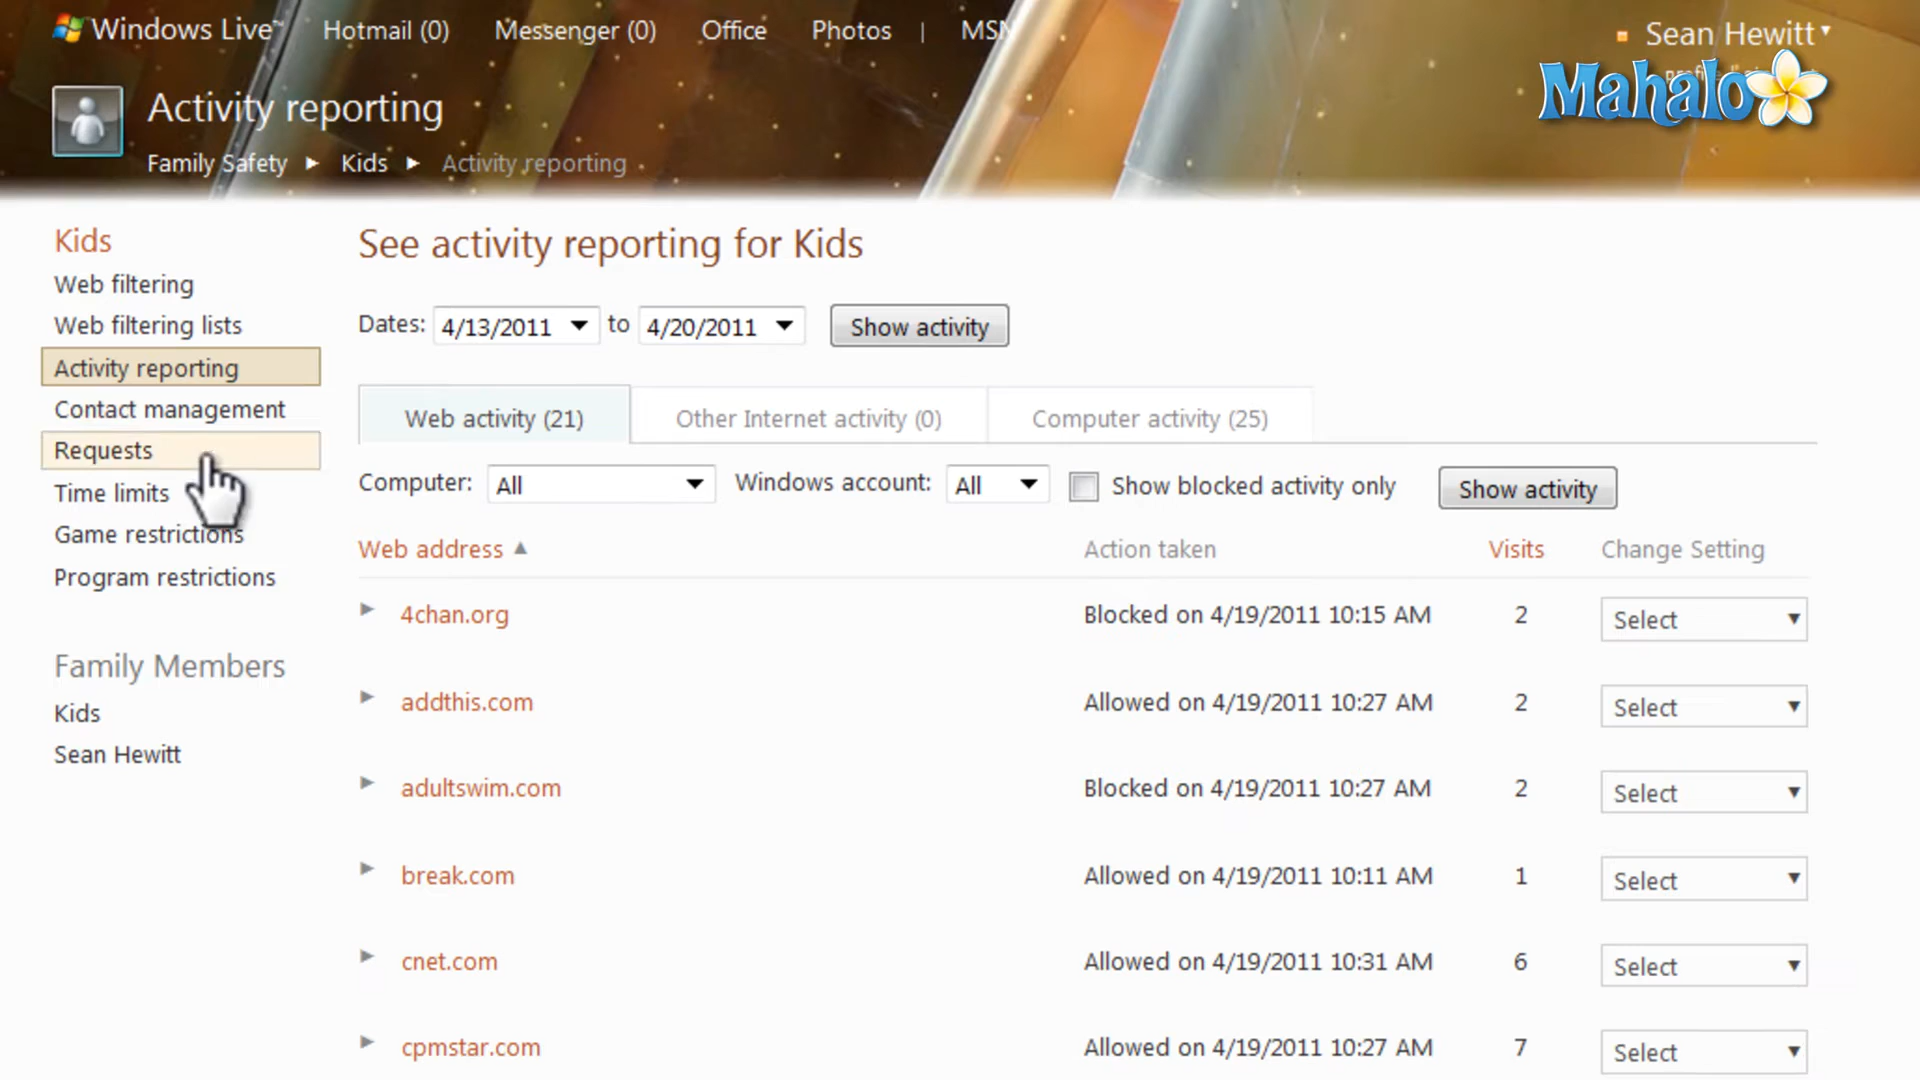 Windows Live™ Hotmail (0) Messenger (0) Office Photos | MSN
Sean Hewitt
Mahalo
Activity reporting
Family Safety ► Kids ► Activity reporting
Kids
Web filtering
Web filtering lists
Activity reporting
Contact management
Requests
Time limits
Game restrictions
Program restrictions
Family Members
Kids
Sean Hewitt
See activity reporting for Kids
Dates: 4/13/2011 to 4/20/2011 Show activity
Web activity (21) Other Internet activity (0) Computer activity (25)
Computer: All Windows account: All Show blocked activity only Show activity
Web address Action taken Visits Change Setting
4chan.org Blocked on 4/19/2011 10:15 AM 2 Select
addthis.com Allowed on 4/19/2011 10:27 AM 2 Select
adultswim.com Blocked on 4/19/2011 10:27 AM 2 Select
break.com Allowed on 4/19/2011 10:11 AM 1 Select
cnet.com Allowed on 4/19/2011 10:31 AM 6 Select
cpmstar.com Allowed on 4/19/2011 10:27 AM 7 Select